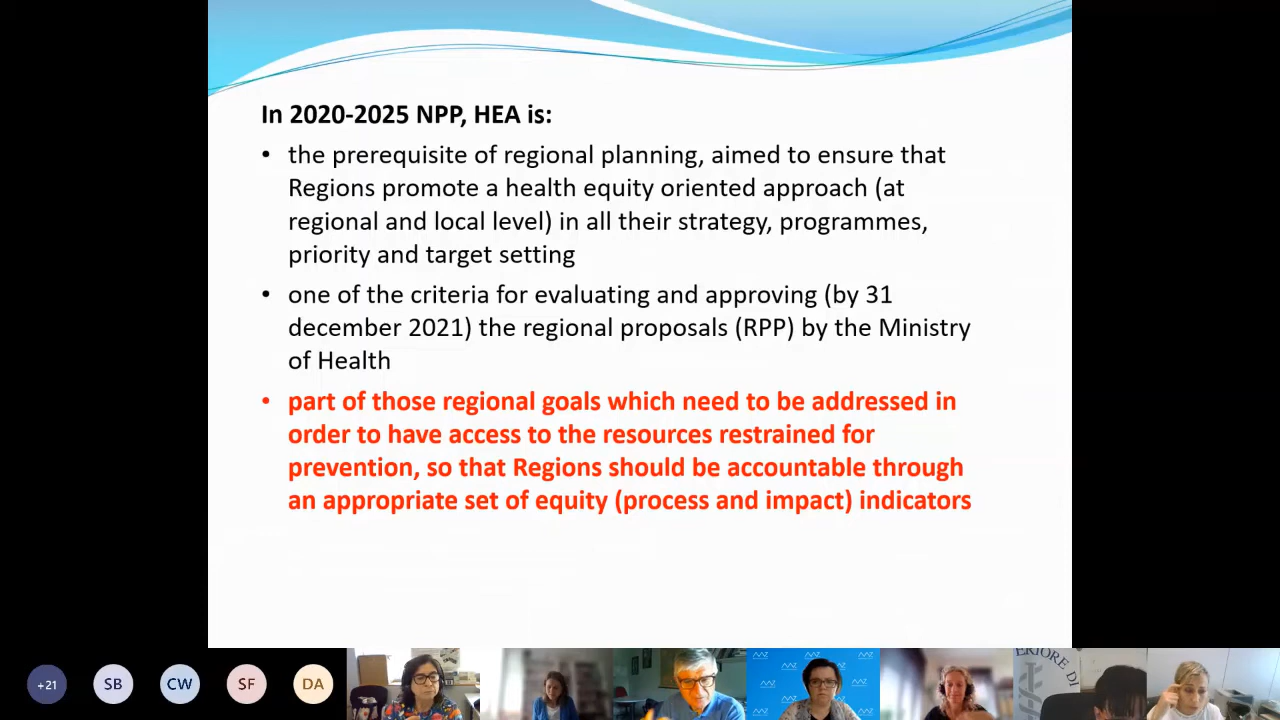 In 2020-2025 NPP, HEA is:
• the prerequisite of regional planning, aimed to ensure that
Regions promote a health equity oriented approach (at
regional and local level) in all their strategy, programmes,
priority and target setting
• one of the criteria for evaluating and approving (by 31
december 2021) the regional proposals (RPP) by the Ministry
of Health
• part of those regional goals which need to be addressed in
order to have access to the resources restrained for
prevention, so that Regions should be accountable through
an appropriate set of equity (process and impact) indicators
+21
SB
CW
SF
DA
ERIORE DI